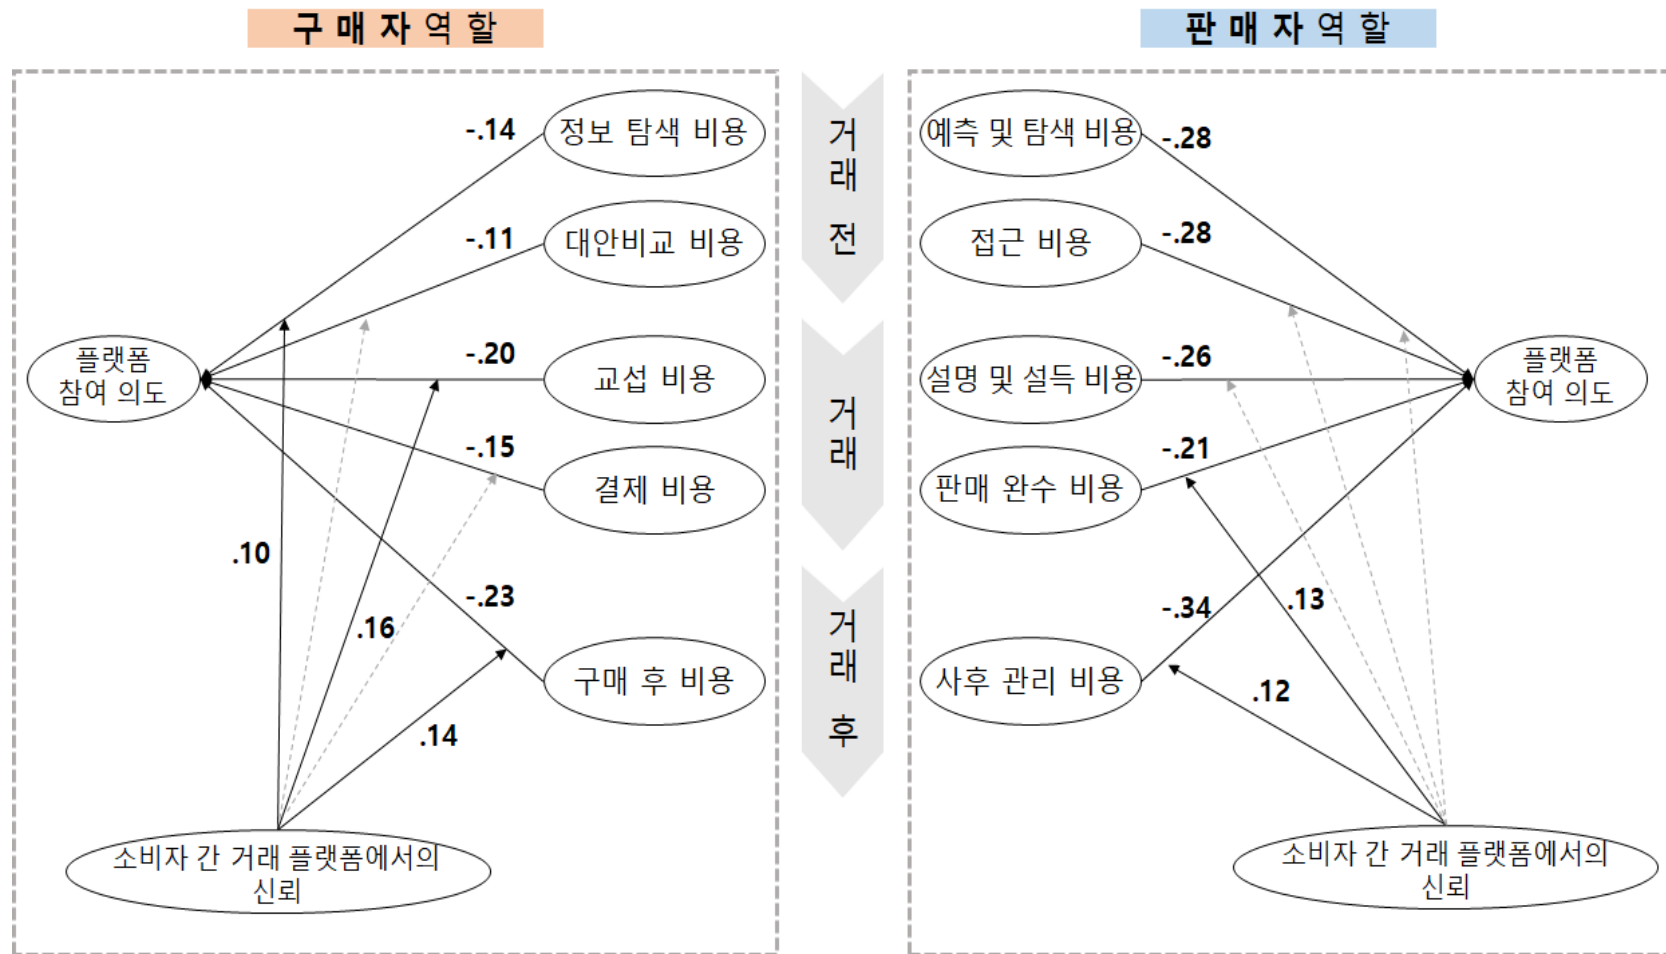 구 매 자 역 할
판 매 자 역 할
-.14
정보 탐색 비용
-.11
대안비교 비용
플랫폼
참여 의도
-.20
교섭 비용
-.15
결제 비용
.10
-.23
.16
구매 후 비용
.14
소비자 간 거래 플랫폼에서의
신뢰
거
래
전
거
래
거
래
후
예측 및 탐색 비용
-.28
접근 비용
-.28
설명 및 설득 비용
-.26
플랫폼
참여 의도
판매 완수 비용
-.21
.13
사후 관리 비용
-.34
.12
소비자 간 거래 플랫폼에서의
신뢰